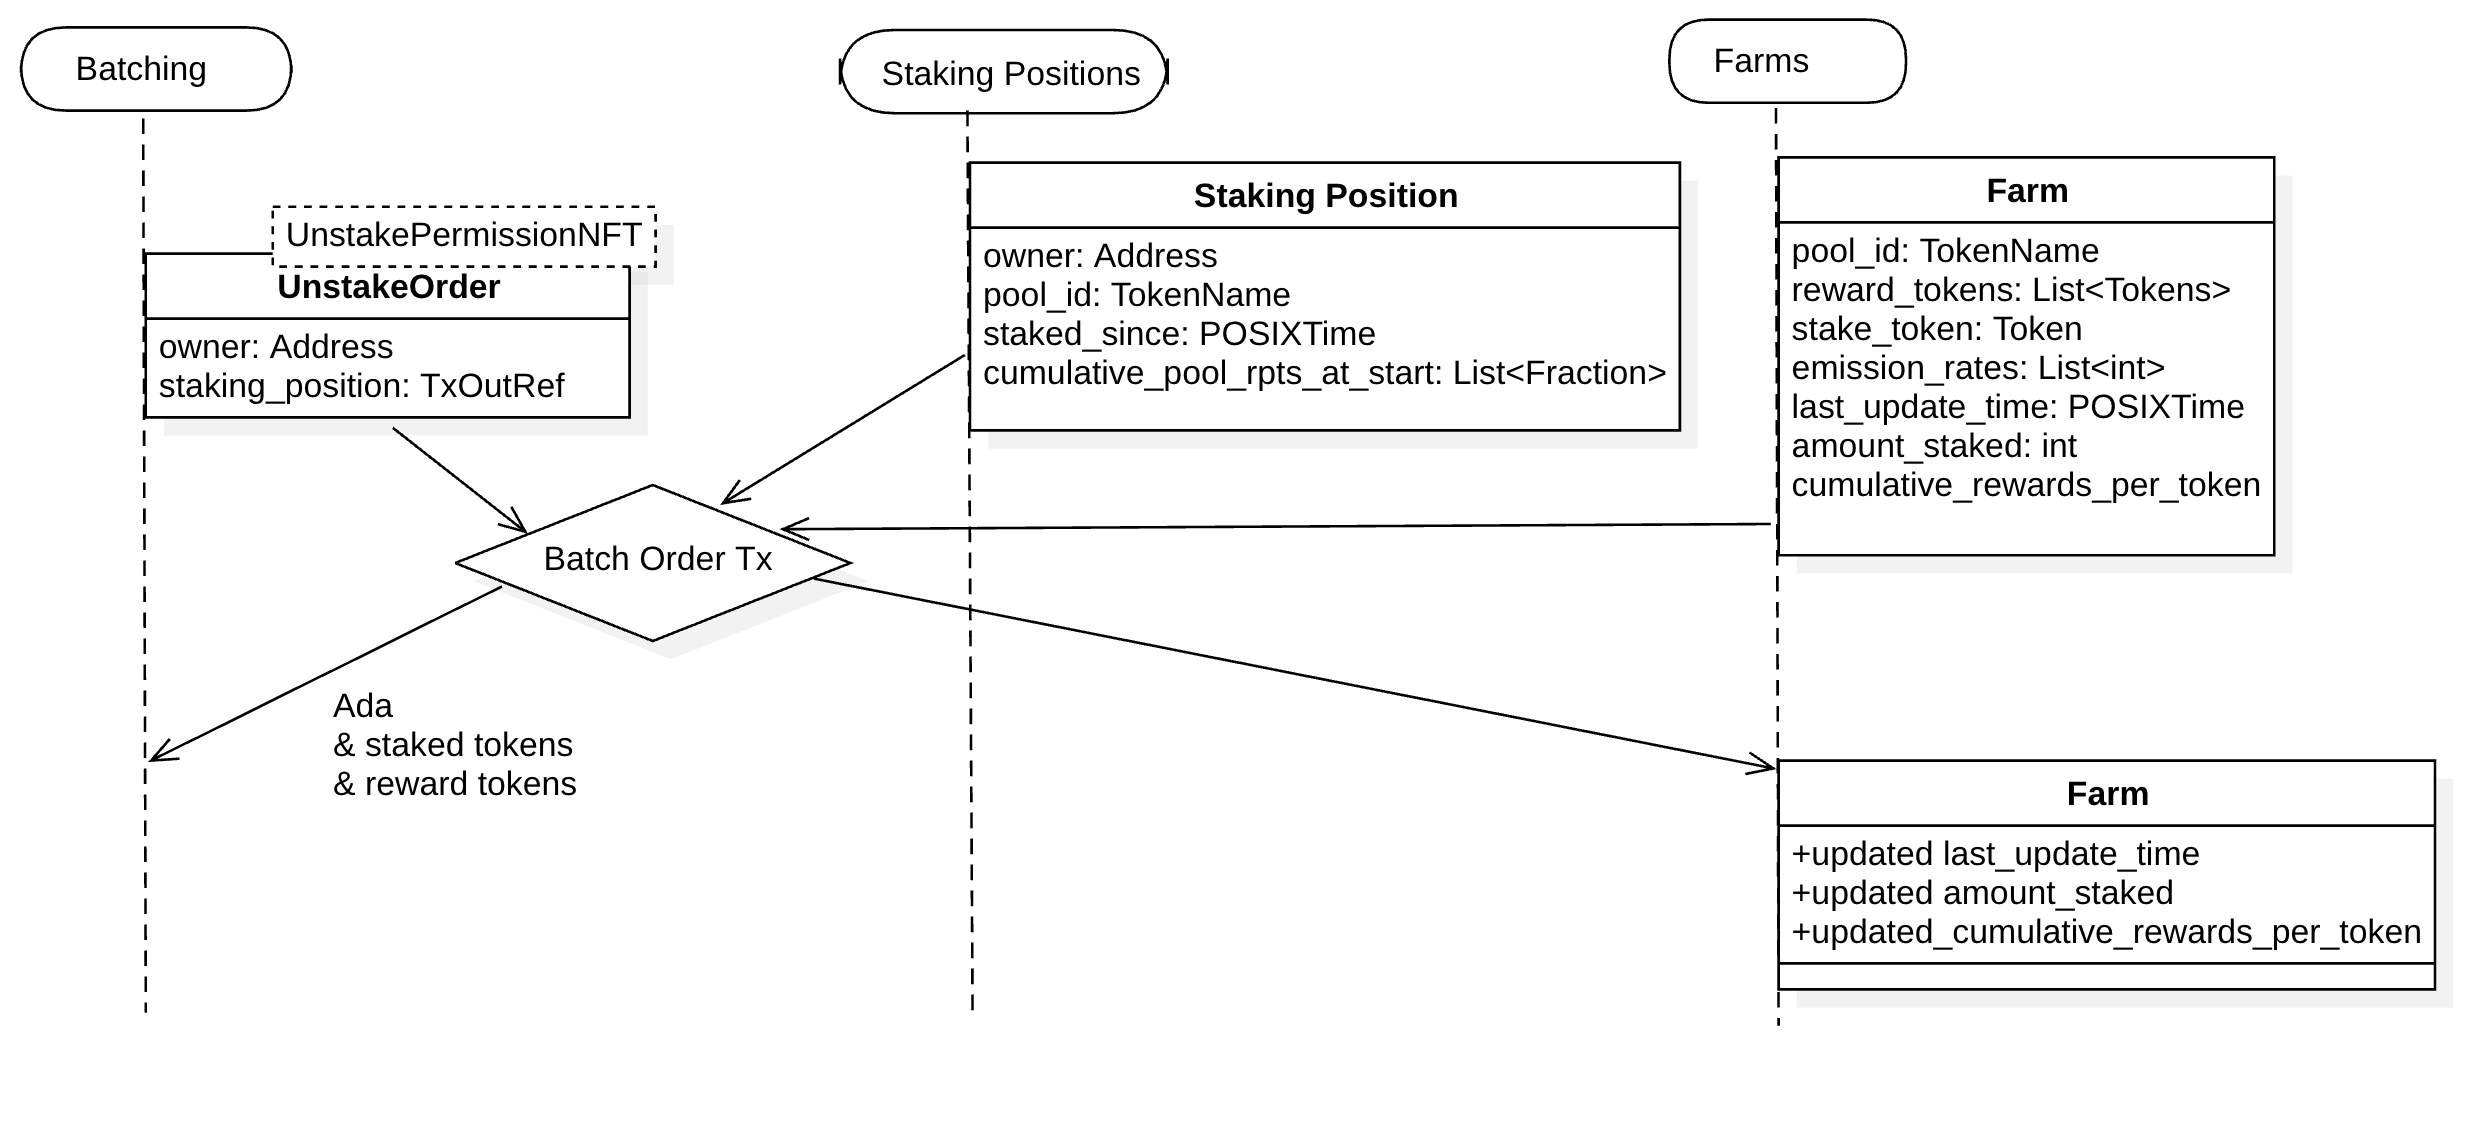 Batching
Staking Positions
Farms
UnstakePermissionNFT
UnstakeOrder
owner: Address
staking_position: TxOutRef
Staking Position
owner: Address
pool_id: TokenName
staked_since: POSIXTime
cumulative_pool_rpts_at_start: List<Fraction>
Farm
pool_id: TokenName
reward_tokens: List<Tokens>
stake_token: Token
emission_rates: List<int>
last_update_time: POSIXTime
amount_staked: int
cumulative_rewards_per_token
Batch Order Tx
Ada
& staked tokens
& reward tokens
Farm
+updated last_update_time
+updated amount_staked
+updated_cumulative_rewards_per_token